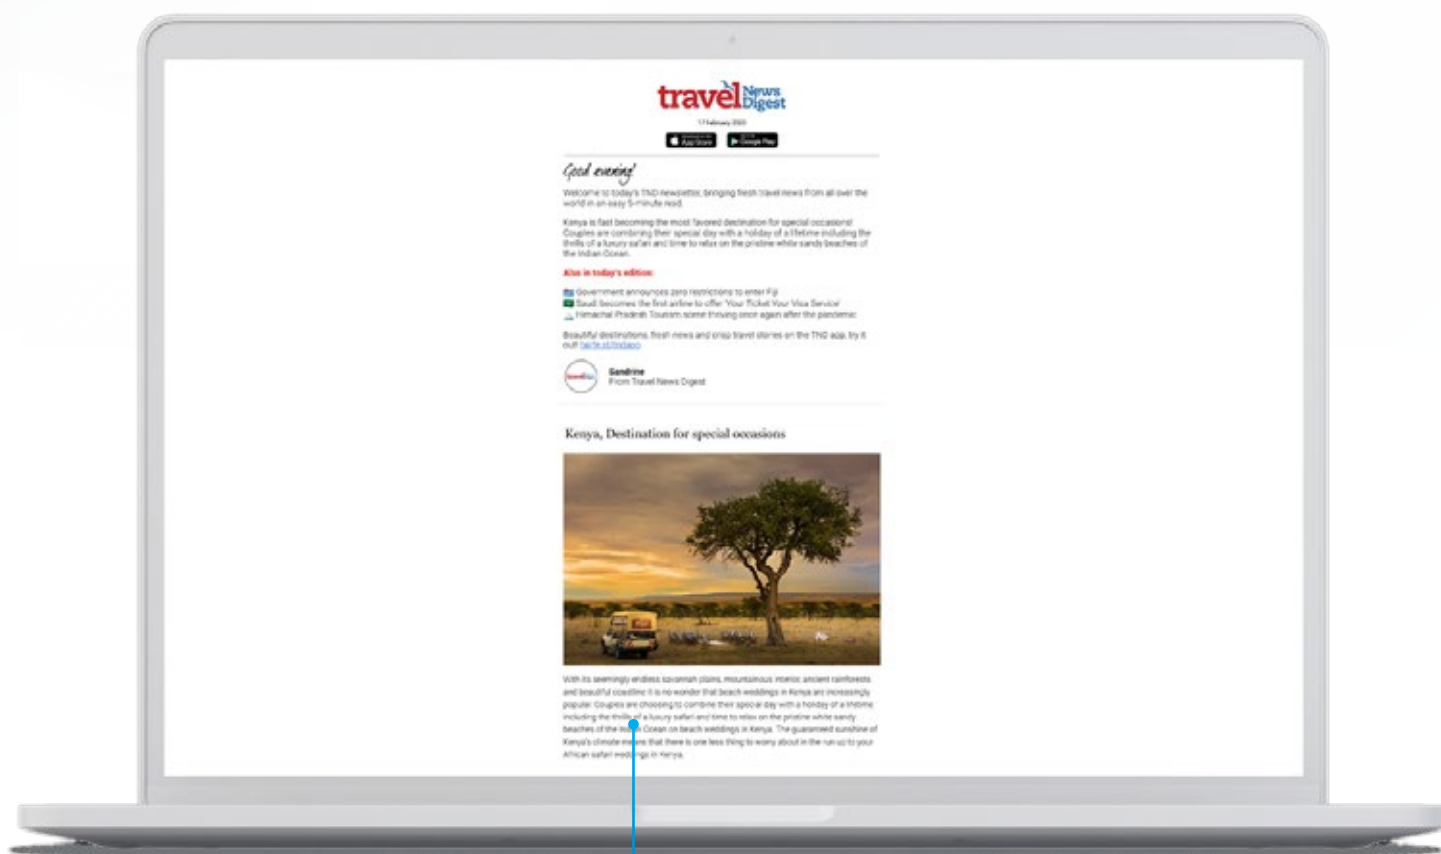 travel News Digest
17 February 2023
App Store Google Play
Good evening!
Welcome to today's TND newsletter, bringing fresh travel news from all over the
world in an easy 5-minute read.
Kenya is fast becoming the most favored destination for special occasions!
Couples are combining their special day with a holiday of a lifetime including the
thrills of a luxury safari and time to relax on the pristine white sandy beaches of
the Indian Ocean.
Also in today's edition:
Government announces zero restrictions to enter Fiji
Saudi becomes the first airline to offer 'Your Ticket Your Visa Service'
Himachal Pradesh Tourism some thriving once again after the pandemic
Beautiful destinations, fresh news and crisp travel stories on the TND app, try it
out!
Sandrine
From Travel News Digest
Kenya, Destination for special occasions
With its seemingly endless savannah plains, mountainous interior, ancient rainforests
and beautiful coastline it is no wonder that beach weddings in Kenya are increasingly
popular. Couples are choosing to combine their special day with a holiday of a lifetime
including the thrills of a luxury safari and time to relax on the pristine white sandy
beaches of the Indian Ocean on beach weddings in Kenya. The guaranteed sunshine of
Kenya's climate means that there is one less thing to worry about in the run up to your
African safari weddings in Kenya.